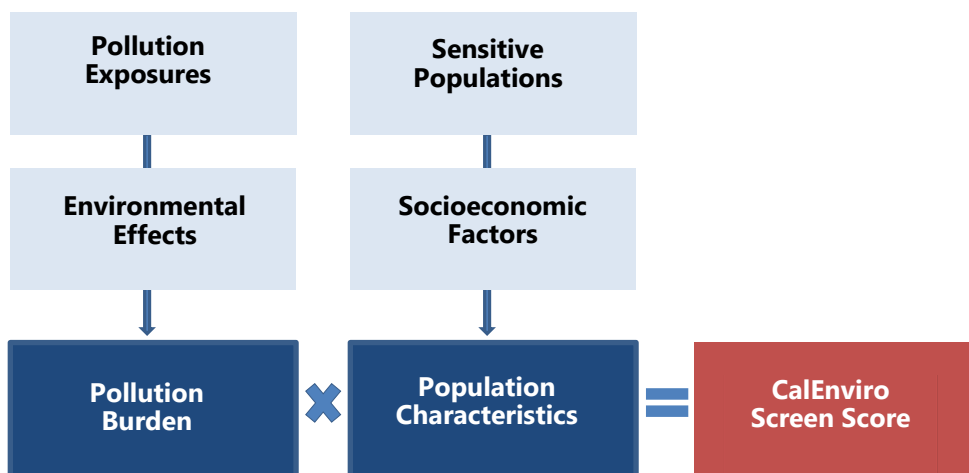 Pollution
Exposures
Sensitive
Populations
Environmental
Effects
Socioeconomic
Factors
Pollution
Burden
Population
Characteristics
CalEnviro
Screen Score